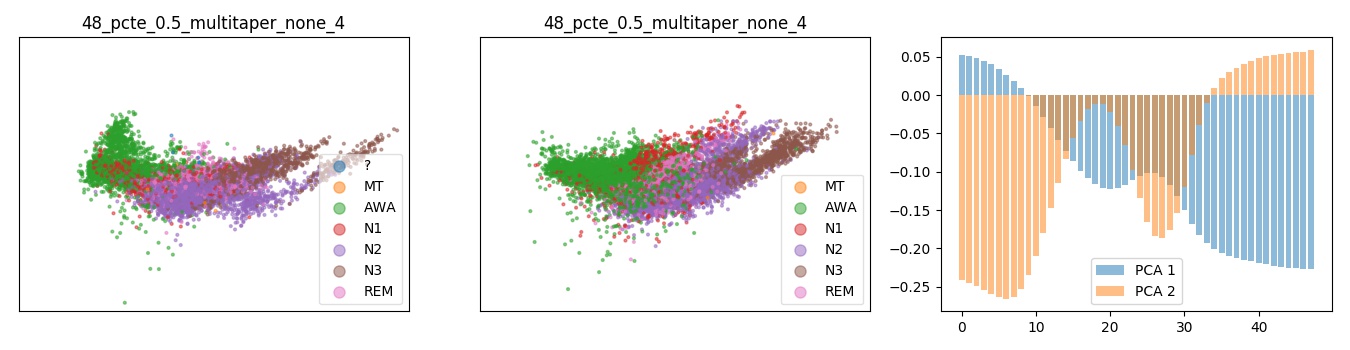 48_pcte_0.5_multitaper_none_4
?
MT
AWA
N1
N2
N3
REM
48_pcte_0.5_multitaper_none_4
MT
AWA
N1
N2
N3
REM
0.05
0.00
−0.05
−0.10
−0.15
−0.20
−0.25
PCA 1
PCA 2
0 10 20 30 40